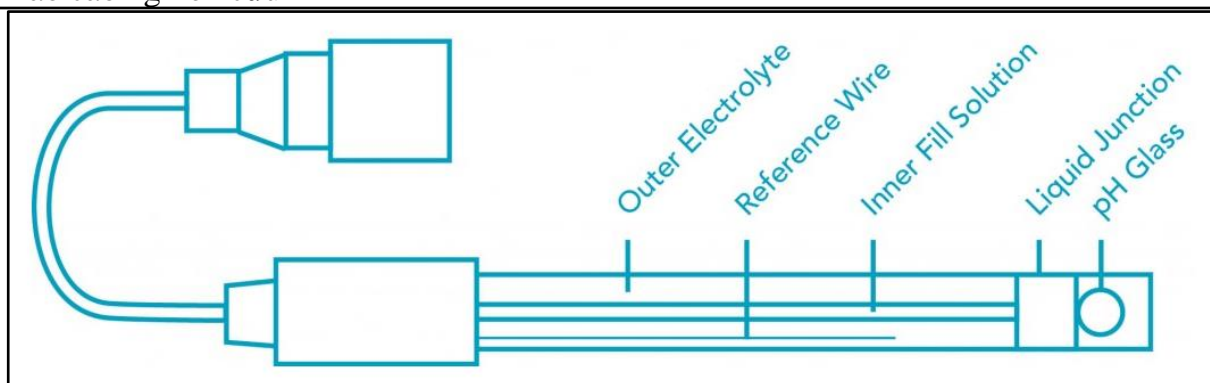 Outer Electrolyte
Reference Wire
Inner Fill Solution
Liquid Junction
pH Glass